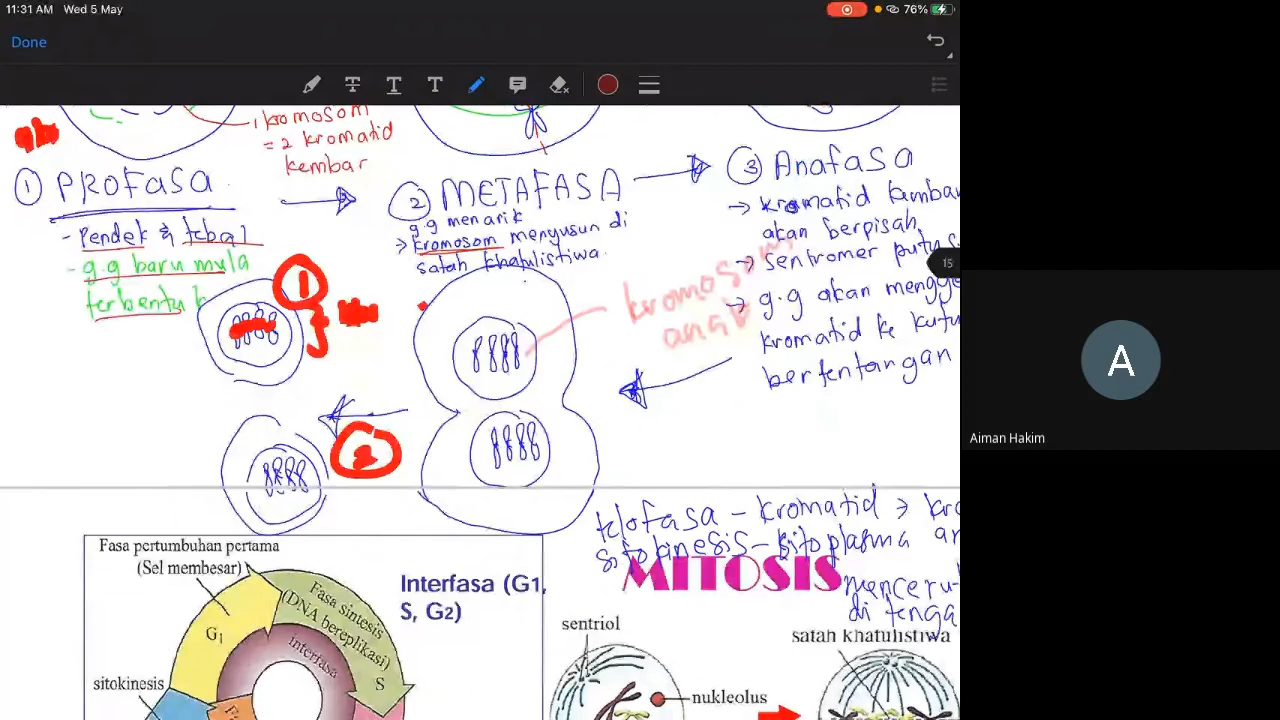 11:31 AM Wed 5 May
76%
Done
1 kromosom
= 2 kromatid
kembar
1 PROFASA
- Pendek & tebal
- g.g baru mula
terbentuk
2 METAFASA
g.g menarik
→ kromosom menyusun di
satah khatulistiwa.
3 Anafasa
→ kromatid kembar
akan berpisah
→ sentromer putus
→ g.g akan
kromatid ke kutub
bertentangan
15
1
kromosom
anak
2
telofasa - kromatid →
sitokinesis - sitoplasma
di
MITOSIS
Fasa pertumbuhan pertama
(Sel membesar)
Interfasa (G1,
S, G2)
Fasa sintesis
(DNA bereplikasi)
G1
interfasa
S
sitokinesis
sentriol
nukleolus
satah khatulistiwa
A
Aiman Hakim